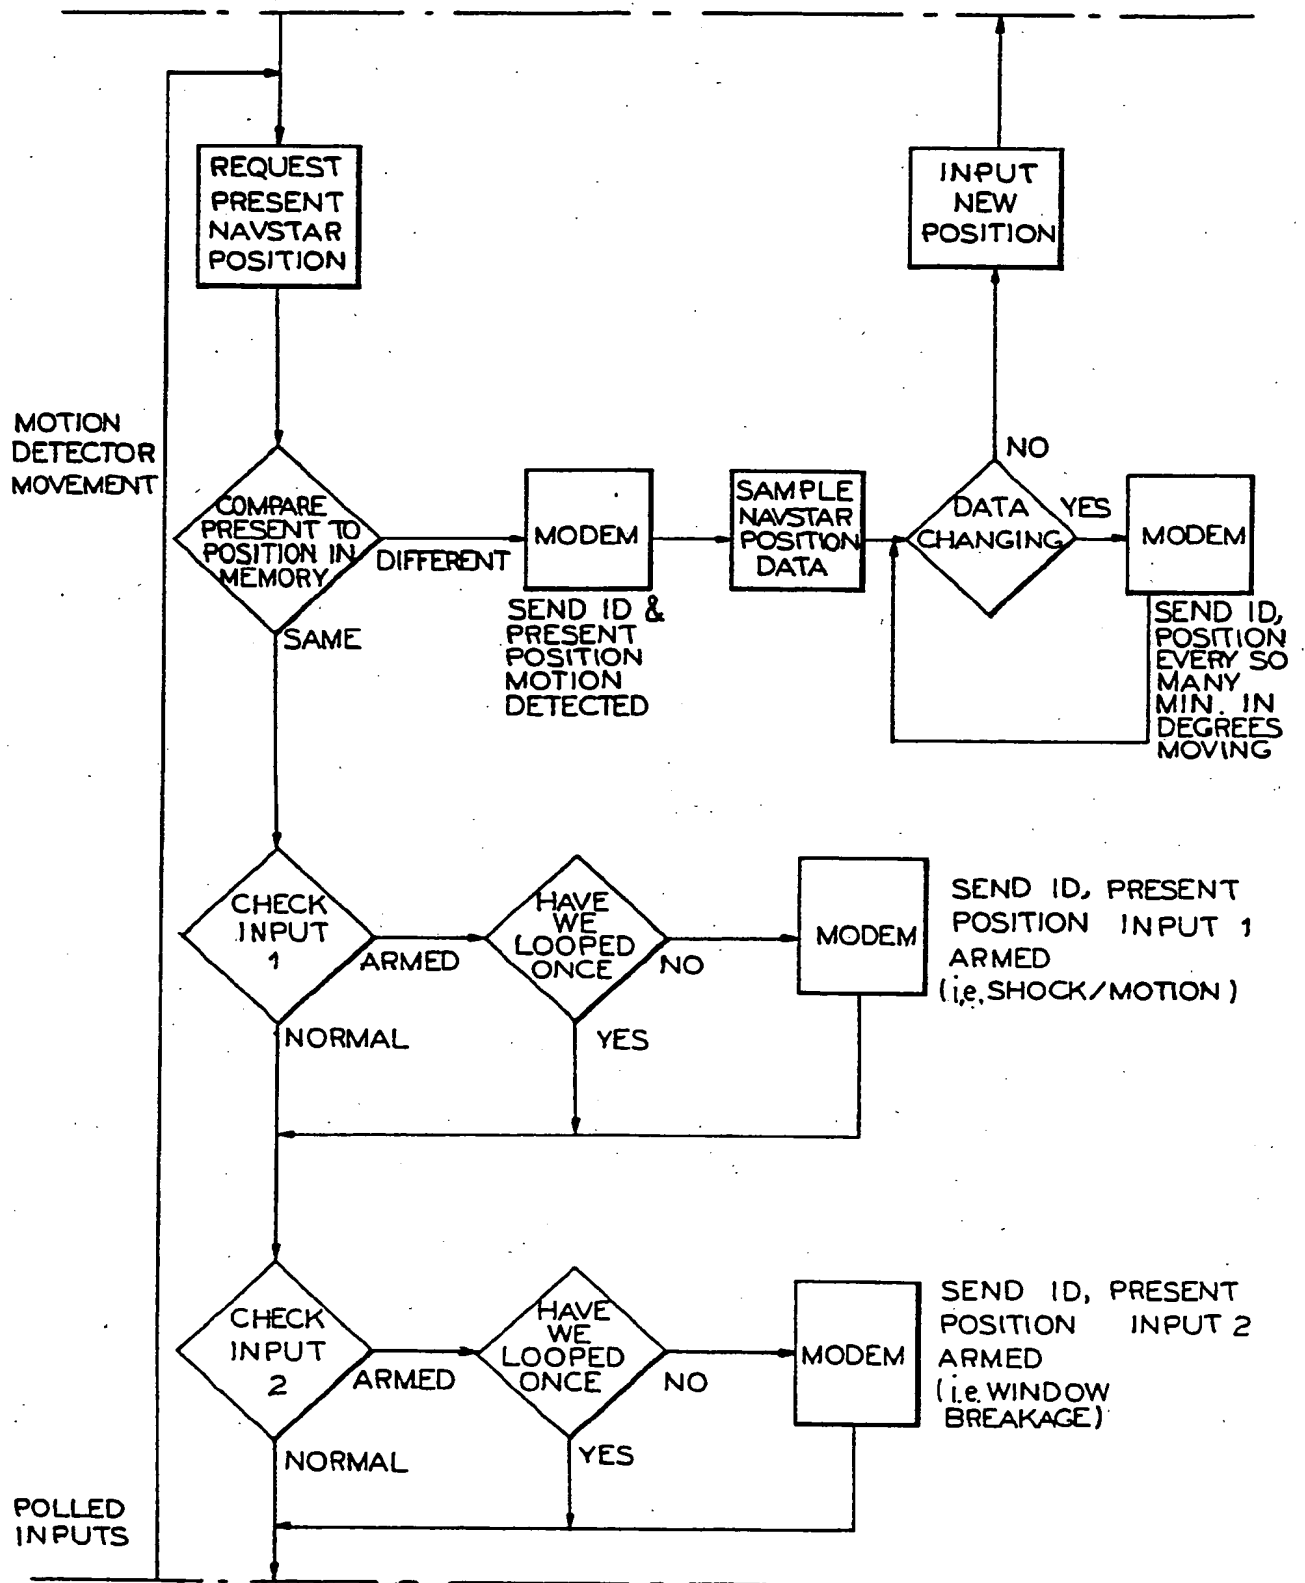 REQUEST
PRESENT
NAVSTAR
POSITION
INPUT
NEW
POSITION
MOTION
DETECTOR
MOVEMENT
COMPARE
PRESENT TO
POSITION IN
MEMORY
DIFFERENT
SAME
MODEM
SEND ID &
PRESENT
POSITION
MOTION
DETECTED
SAMPLE
NAVSTAR
POSITION
DATA
DATA
CHANGING
NO
YES
MODEM
SEND ID,
POSITION
EVERY SO
MANY
MIN. IN
DEGREES
MOVING
CHECK
INPUT
1
ARMED
NORMAL
HAVE
WE
LOOPED
ONCE
NO
YES
MODEM
SEND ID, PRESENT
POSITION INPUT 1
ARMED
(i,e, SHOCK/MOTION)
CHECK
INPUT
2
ARMED
NORMAL
HAVE
WE
LOOPED
ONCE
NO
YES
MODEM
SEND ID, PRESENT
POSITION INPUT 2
ARMED
(i.e. WINDOW
BREAKAGE)
POLLED
INPUTS